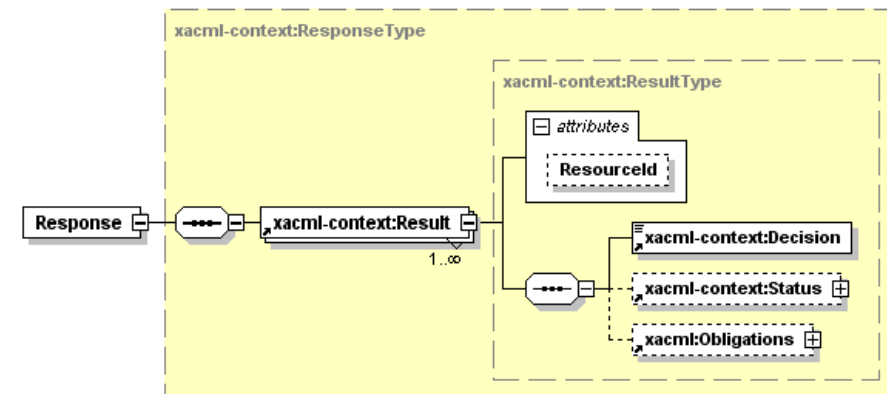 xacml-context:ResponseType
xacml-context:ResultType
attributes
ResourceId
Response
xacml-context:Result
1..∞
xacml-context:Decision
xacml-context:Status
xacml:Obligations